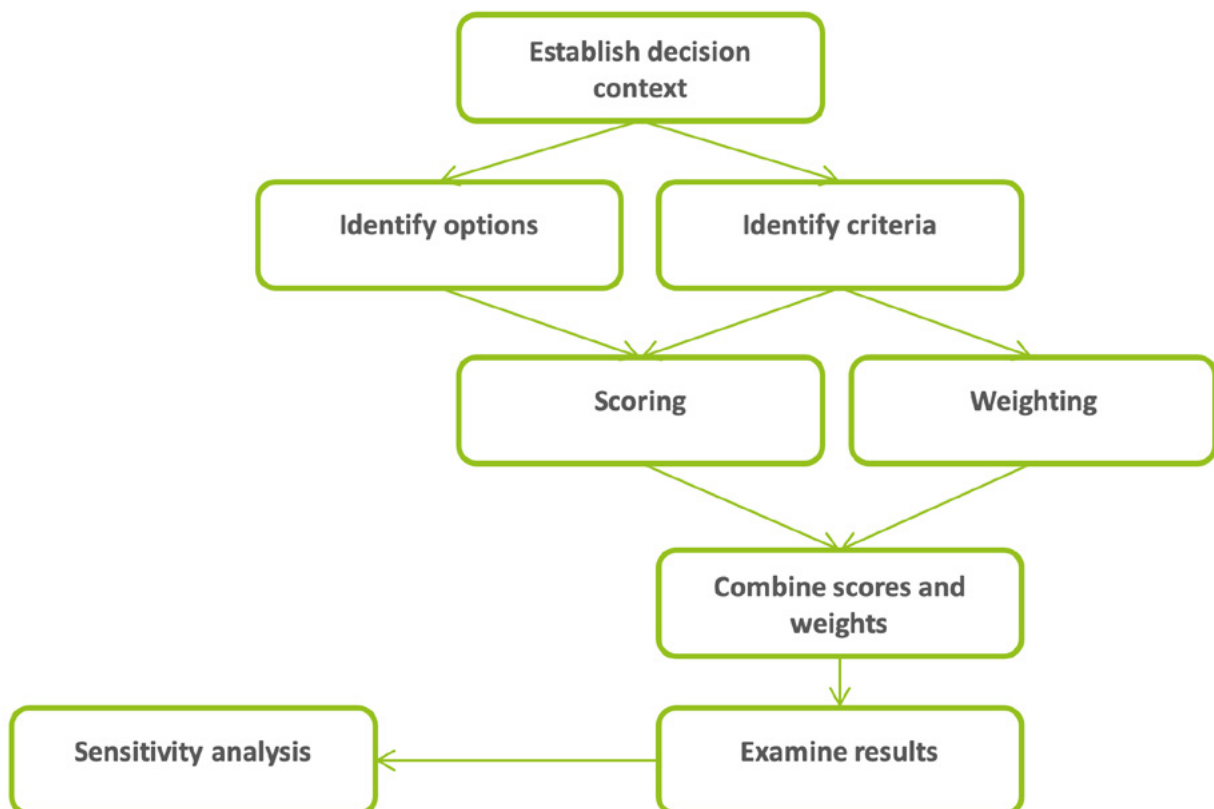 Establish decision
context
Identify options
Identify criteria
Scoring
Weighting
Combine scores and
weights
Sensitivity analysis
Examine results